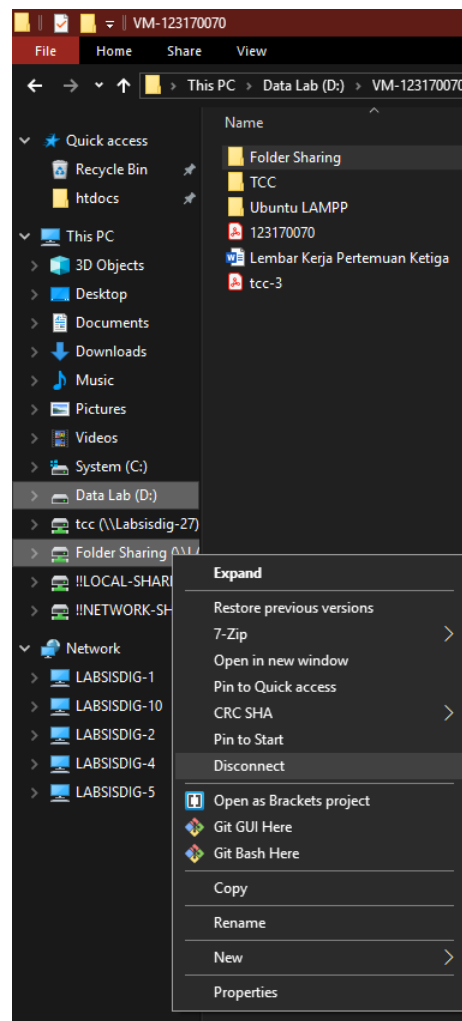 VM-123170070
File Home Share View
This PC > Data Lab (D:) > VM-123170070
Name
Quick access
Recycle Bin
htdocs
This PC
3D Objects
Desktop
Documents
Downloads
Music
Pictures
Videos
System (C:)
Data Lab (D:)
tcc (\\Labsisdig-27)
Folder Sharing
!!LOCAL-SHARI
!!NETWORK-SH
Network
LABSISDIG-1
LABSISDIG-10
LABSISDIG-2
LABSISDIG-4
LABSISDIG-5
Folder Sharing
TCC
Ubuntu LAMPP
123170070
Lembar Kerja Pertemuan Ketiga
tcc-3
Expand
Restore previous versions
7-Zip
Open in new window
Pin to Quick access
CRC SHA
Pin to Start
Disconnect
Open as Brackets project
Git GUI Here
Git Bash Here
Copy
Rename
New
Properties